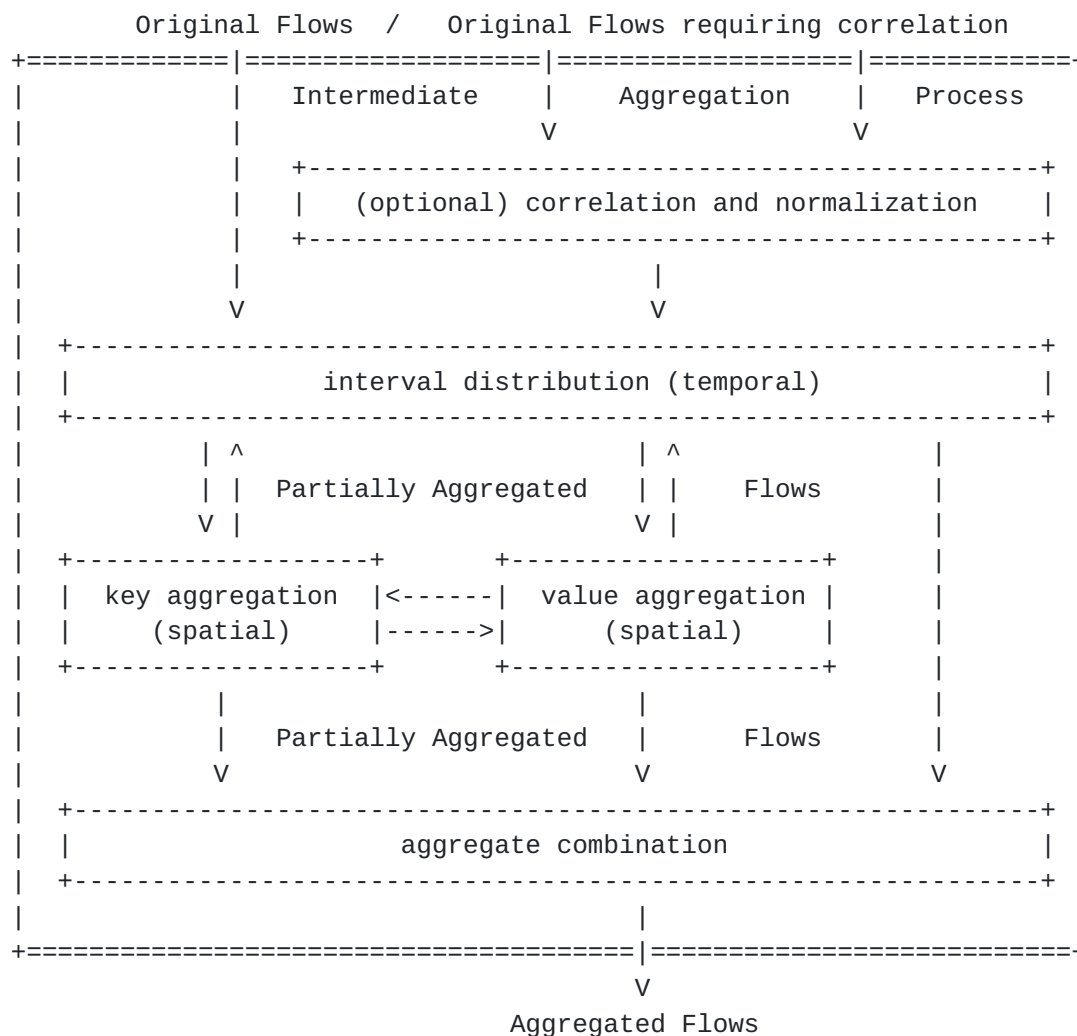 Original Flows / Original Flows requiring correlation
Intermediate Aggregation Process
(optional) correlation and normalization
interval distribution (temporal)
Partially Aggregated Flows
key aggregation value aggregation
(spatial) (spatial)
Partially Aggregated Flows
aggregate combination
Aggregated Flows